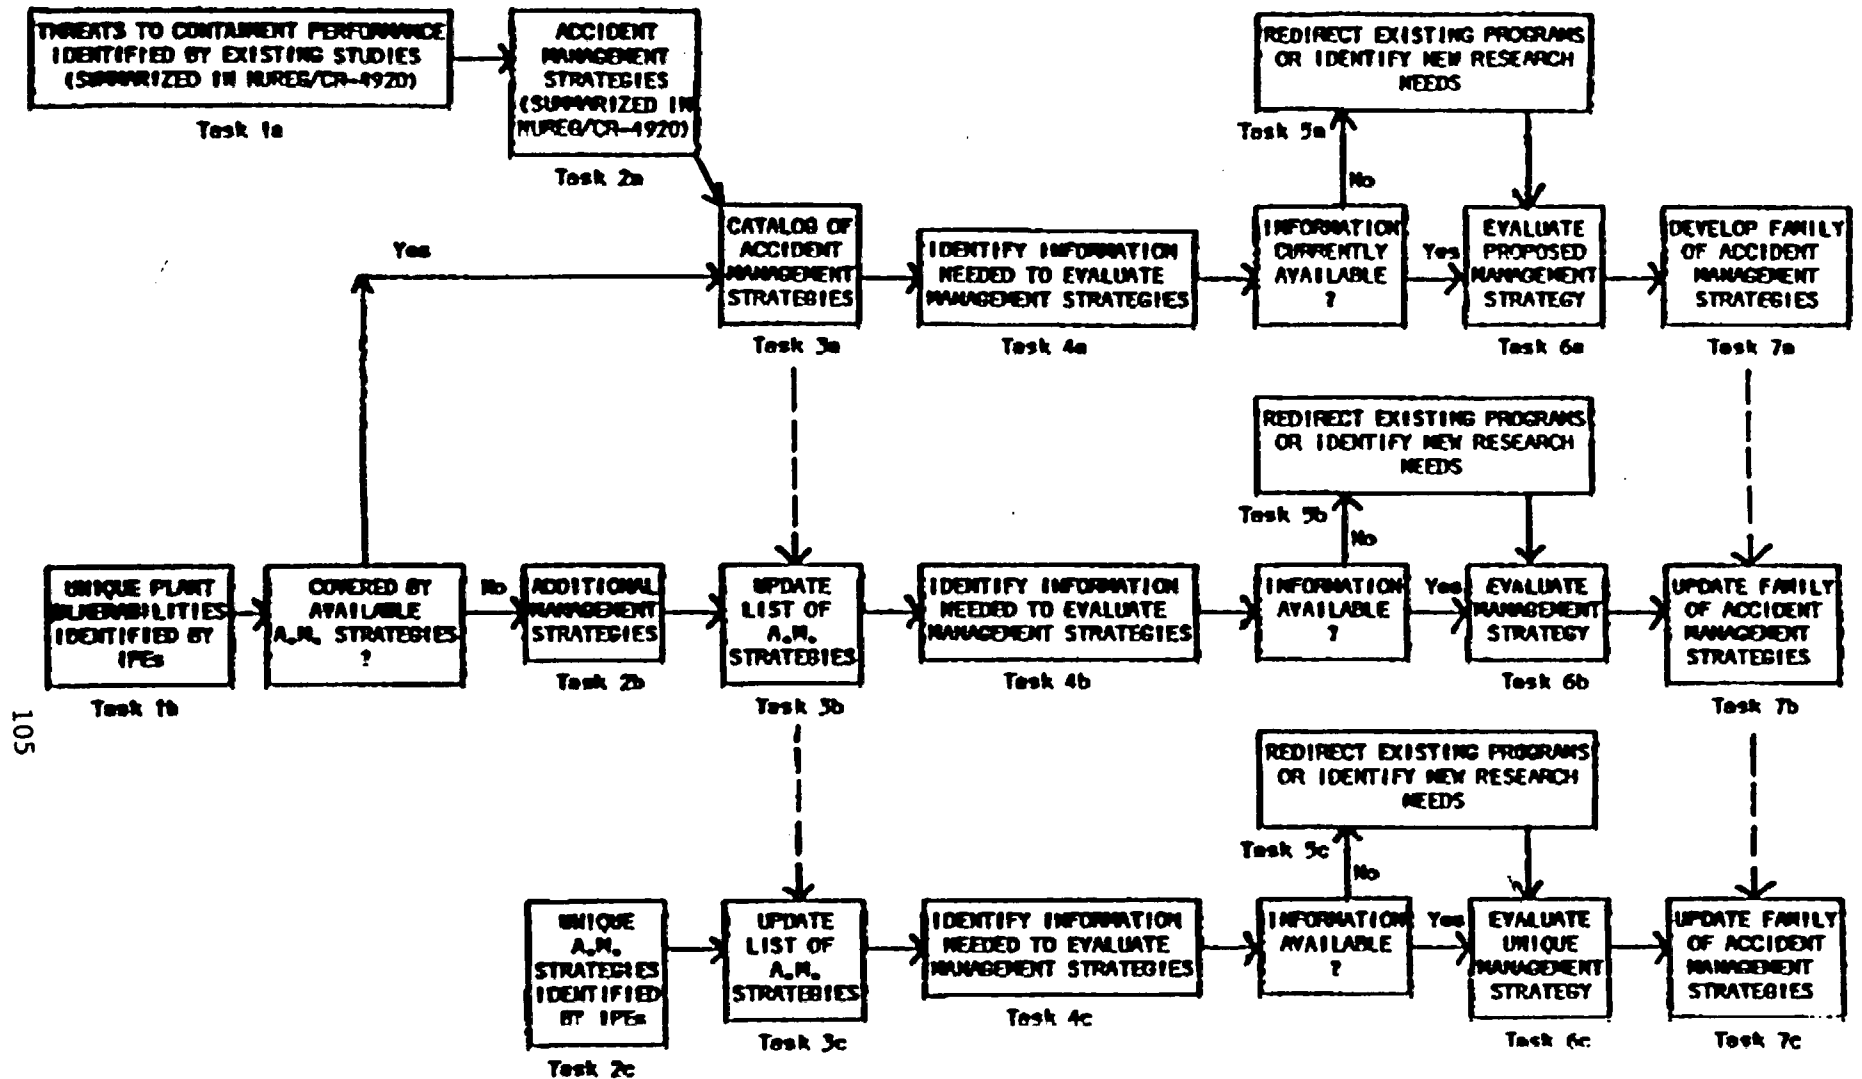 THREATS TO CONTAINMENT PERFORMANCE
IDENTIFIED BY EXISTING STUDIES
(SUMMARIZED IN NUREG/CR-4920)
Task 1a
ACCIDENT
MANAGEMENT
STRATEGIES
(SUMMARIZED IN
NUREG/CR-4920)
Task 2a
REDIRECT EXISTING PROGRAMS
OR IDENTIFY NEW RESEARCH
NEEDS
Task 5a
No
Yes
CATALOG OF
ACCIDENT
MANAGEMENT
STRATEGIES
Task 3a
IDENTIFY INFORMATION
NEEDED TO EVALUATE
MANAGEMENT STRATEGIES
Task 4a
INFORMATION
CURRENTLY
AVAILABLE
?
Yes
EVALUATE
PROPOSED
MANAGEMENT
STRATEGY
Task 6a
DEVELOP FAMILY
OF ACCIDENT
MANAGEMENT
STRATEGIES
Task 7a
REDIRECT EXISTING PROGRAMS
OR IDENTIFY NEW RESEARCH
NEEDS
Task 5b
No
UNIQUE PLANT
VULNERABILITIES
IDENTIFIED BY
IPEs
Task 1b
COVERED BY
AVAILABLE
A.M. STRATEGIES
?
No
ADDITIONAL
MANAGEMENT
STRATEGIES
Task 2b
UPDATE
LIST OF
A.M.
STRATEGIES
Task 3b
IDENTIFY INFORMATION
NEEDED TO EVALUATE
MANAGEMENT STRATEGIES
Task 4b
INFORMATION
AVAILABLE
?
Yes
EVALUATE
MANAGEMENT
STRATEGY
Task 6b
UPDATE FAMILY
OF ACCIDENT
MANAGEMENT
STRATEGIES
Task 7b
105
REDIRECT EXISTING PROGRAMS
OR IDENTIFY NEW RESEARCH
NEEDS
Task 5c
No
UNIQUE
A.M.
STRATEGIES
IDENTIFIED
BY IPEs
Task 2c
UPDATE
LIST OF
A.M.
STRATEGIES
Task 3c
IDENTIFY INFORMATION
NEEDED TO EVALUATE
MANAGEMENT STRATEGIES
Task 4c
INFORMATION
AVAILABLE
?
Yes
EVALUATE
UNIQUE
MANAGEMENT
STRATEGY
Task 6c
UPDATE FAMILY
OF ACCIDENT
MANAGEMENT
STRATEGIES
Task 7c